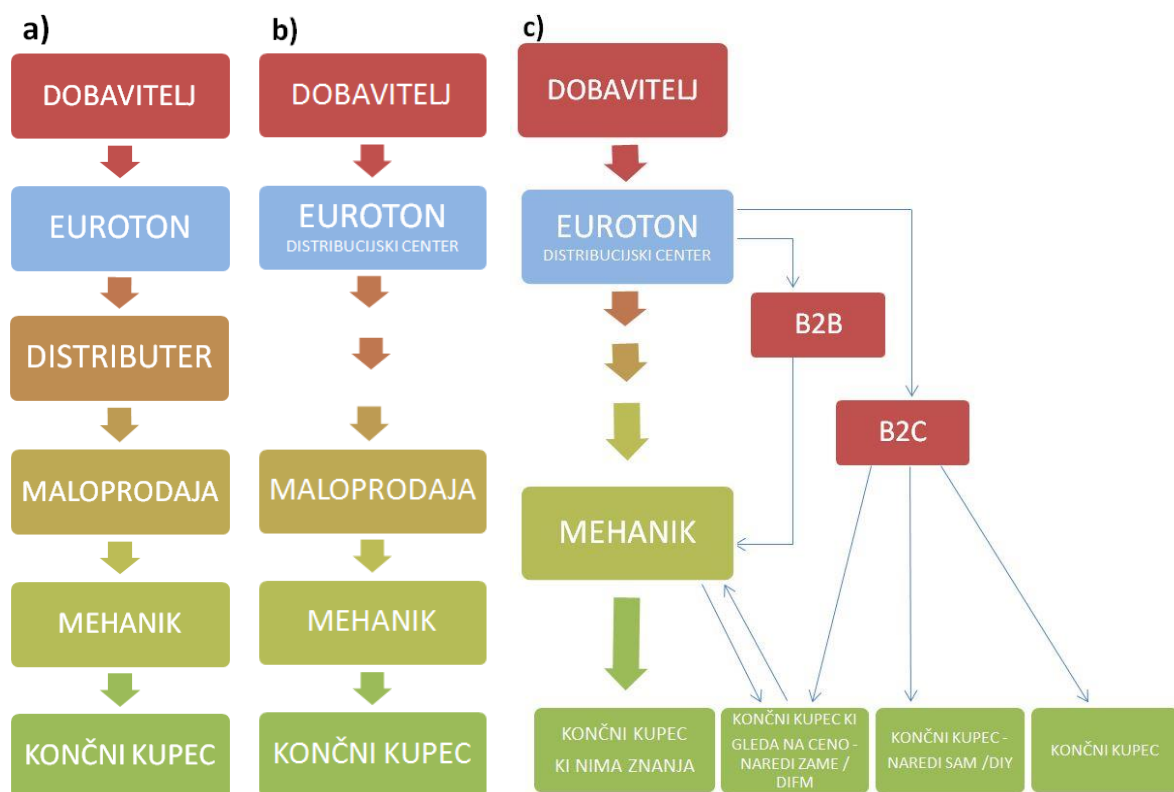 a)
DOBAVITELJ
EUROTON
DISTRIBUTER
MALOPRODAJA
MEHANIK
KONČNI KUPEC
b)
DOBAVITELJ
EUROTON
DISTRIBUCIJSKI CENTER
MALOPRODAJA
MEHANIK
KONČNI KUPEC
c)
DOBAVITELJ
EUROTON
DISTRIBUCIJSKI CENTER
B2B
B2C
MEHANIK
KONČNI KUPEC
KI NIMA ZNANJA
KONČNI KUPEC KI
GLEDA NA CENO -
NAREDI ZAME /
DIFM
KONČNI KUPEC -
NAREDI SAM /DIY
KONČNI KUPEC